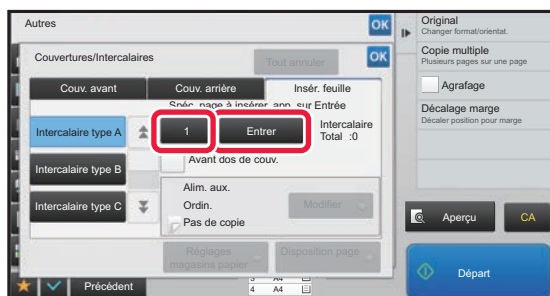 Autres
OK
Couvertures/Intercalaires
Tout annuler
OK
Couv. avant
Couv. arrière
Insér. feuille
Spéc. page à insérer, app. sur Entrée
Intercalaire type A
1
Entrer
Intercalaire
Total :0
Avant dos de couv.
Intercalaire type B
Alim. aux.
Ordin.
Pas de copie
Modifier
Intercalaire type C
Réglages
magasins papier
Disposition page
Précédent
3 A4
4 A4
Original
Changer format/orientat.
Copie multiple
Plusieurs pages sur une page
Agrafage
Décalage marge
Décaler position pour marge
Aperçu
CA
Départ